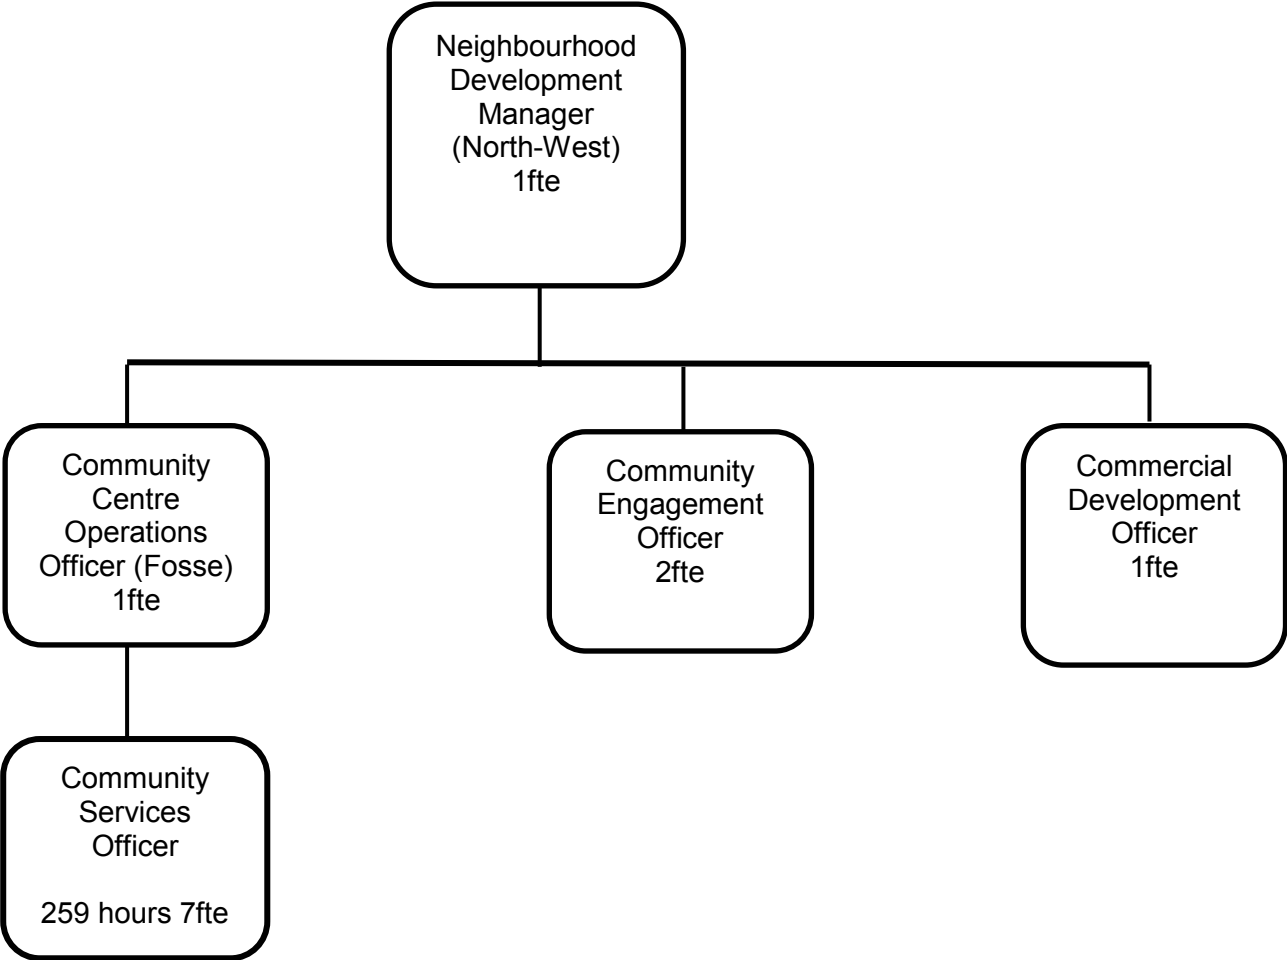 Neighbourhood
Development
Manager
(North-West)
1fte
Community
Centre
Operations
Officer (Fosse)
1fte
Community
Engagement
Officer
2fte
Commercial
Development
Officer
1fte
Community
Services
Officer
259 hours 7fte